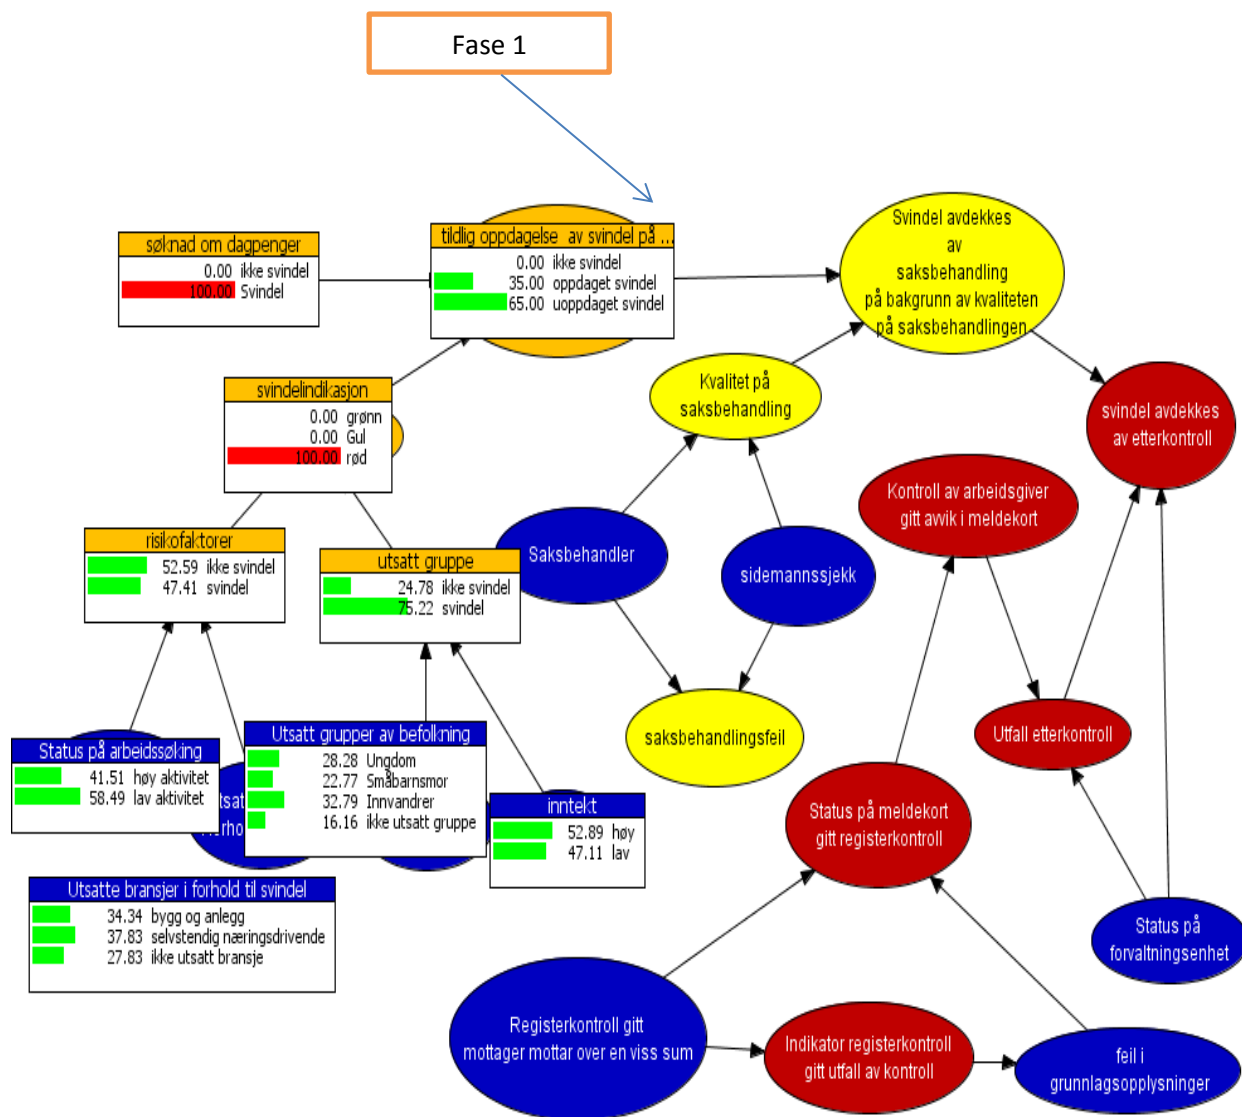 Fase 1
søknad om dagpenger
0.00 ikke svindel
100.00 Svindel
tildlig oppdagelse av svindel på ...
0.00 ikke svindel
35.00 oppdaget svindel
65.00 uoppdaget svindel
Svindel avdekkes
av
saksbehandling
på bakgrunn av kvaliteten
på saksbehandlingen
svindelindikasjon
0.00 grønn
0.00 Gul
100.00 rød
Kvalitet på
saksbehandling
svindel avdekkes
av etterkontroll
Kontroll av arbeidsgiver
gitt avvik i meldekort
risikofaktorer
52.59 ikke svindel
47.41 svindel
utsatt gruppe
24.78 ikke svindel
75.22 svindel
Saksbehandler
sidemannssjekk
saksbehandlingsfeil
Utfall etterkontroll
Status på arbeidssøking
41.51 høy aktivitet
58.49 lav aktivitet
Utsatt grupper av befolkning
28.28 Ungdom
22.77 Småbarnsmor
32.79 Innvandrer
16.16 ikke utsatt gruppe
inntekt
52.89 høy
47.11 lav
Status på meldekort
gitt registerkontroll
Utsatte bransjer i forhold til svindel
34.34 bygg og anlegg
37.83 selvstendig næringsdrivende
27.83 ikke utsatt bransje
Status på
forvaltningsenhet
Registerkontroll gitt
mottager mottar over en viss sum
Indikator registerkontroll
gitt utfall av kontroll
feil i
grunnlagsopplysninger